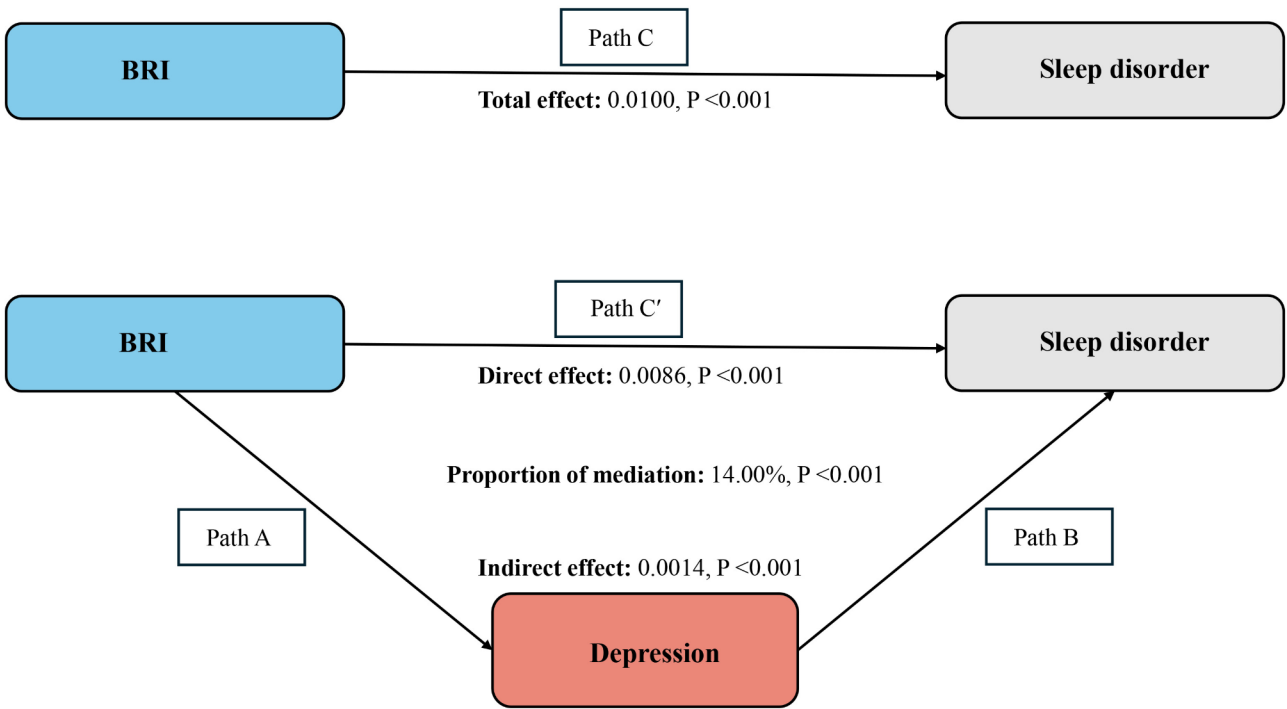 Path C
BRI
Sleep disorder
Total effect: 0.0100, P <0.001
Path C′
BRI
Sleep disorder
Direct effect: 0.0086, P <0.001
Proportion of mediation: 14.00%, P <0.001
Path A
Path B
Indirect effect: 0.0014, P <0.001
Depression